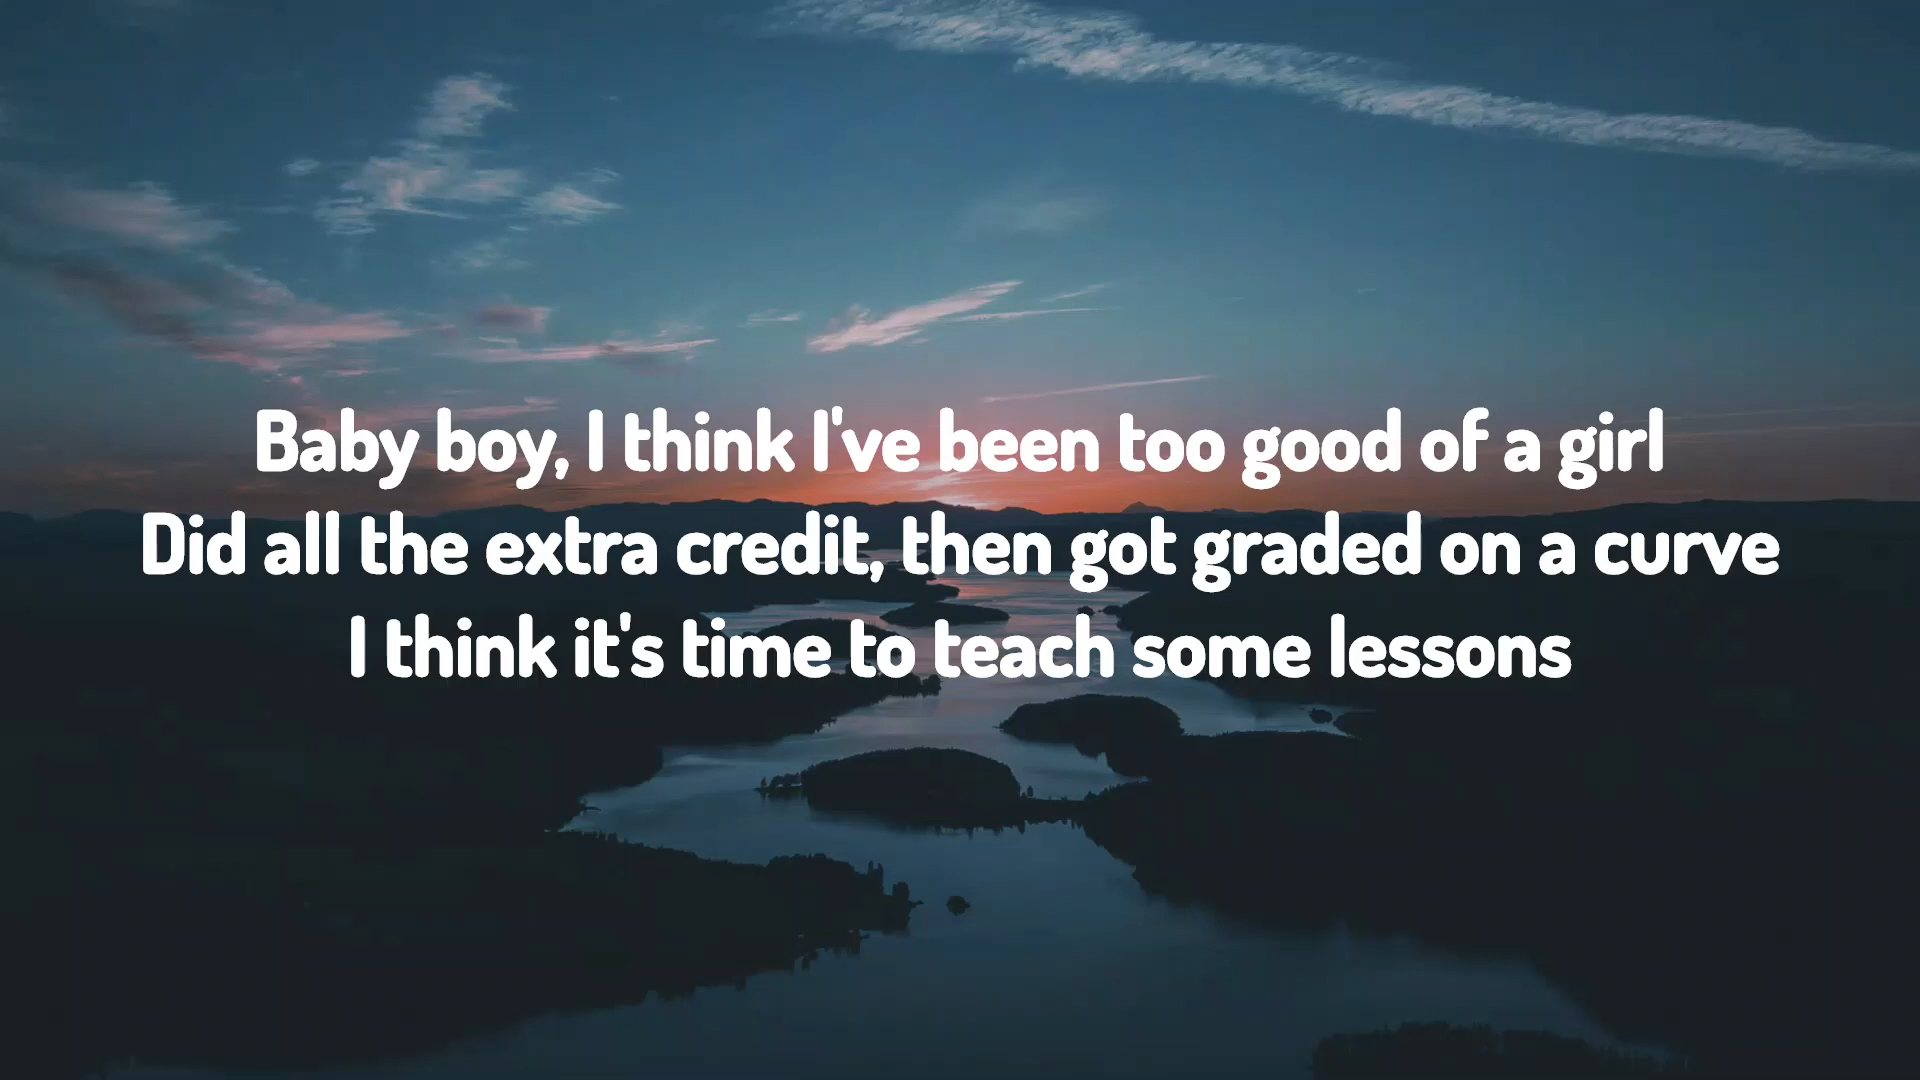 Baby boy, I think I've been too good of a girl
Did all the extra credit, then got graded on a curve
I think it's time to teach some lessons